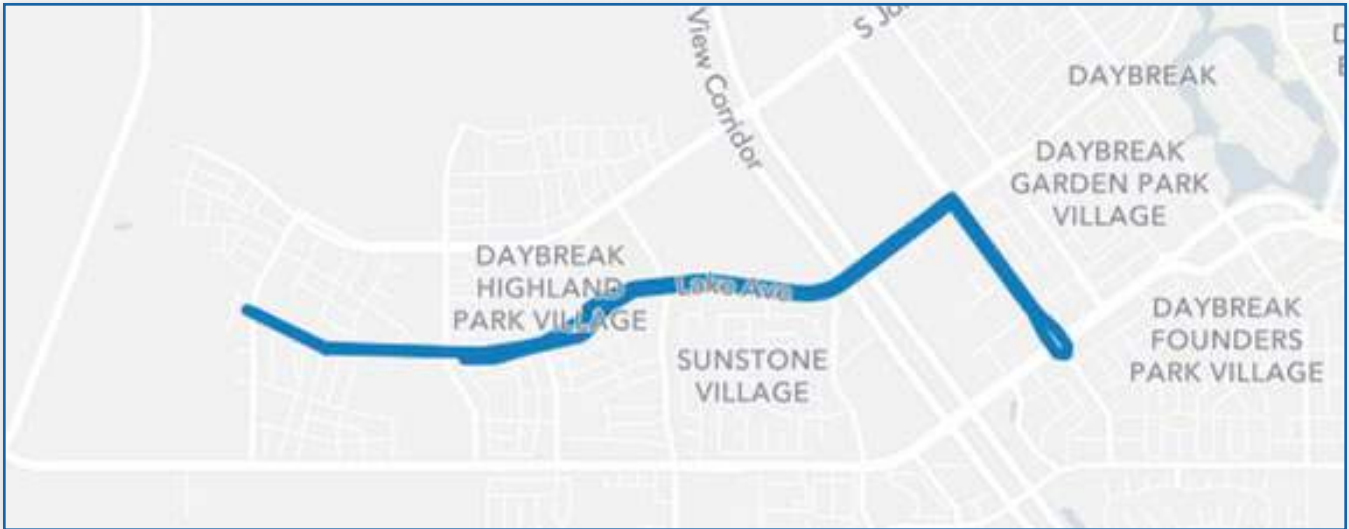 View Corridor
DAYBREAK
DAYBREAK
GARDEN PARK
VILLAGE
DAYBREAK
HIGHLAND
PARK VILLAGE
Lake Ave
DAYBREAK
FOUNDERS
PARK VILLAGE
SUNSTONE
VILLAGE